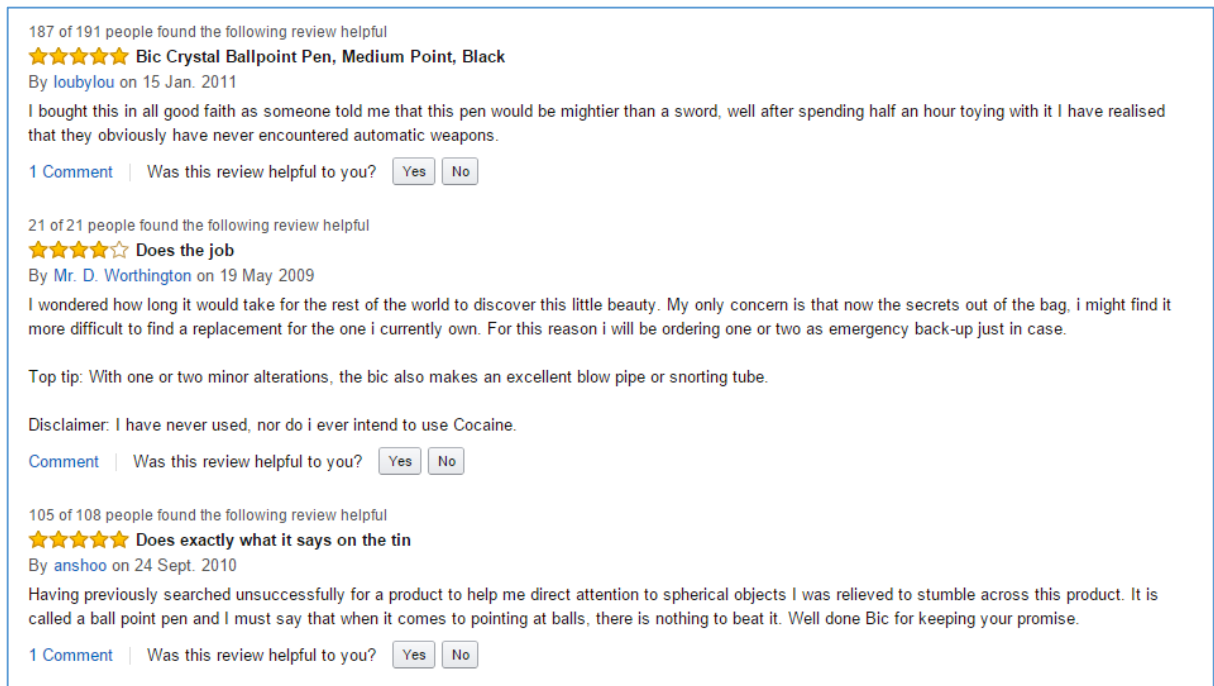 187 of 191 people found the following review helpful
Bic Crystal Ballpoint Pen, Medium Point, Black
By loubylou on 15 Jan. 2011
I bought this in all good faith as someone told me that this pen would be mightier than a sword, well after spending half an hour toying with it I have realised
that they obviously have never encountered automatic weapons.
1 Comment | Was this review helpful to you? Yes No
21 of 21 people found the following review helpful
Does the job
By Mr. D. Worthington on 19 May 2009
I wondered how long it would take for the rest of the world to discover this little beauty. My only concern is that now the secrets out of the bag, i might find it
more difficult to find a replacement for the one i currently own. For this reason i will be ordering one or two as emergency back-up just in case.
Top tip: With one or two minor alterations, the bic also makes an excellent blow pipe or snorting tube.
Disclaimer: I have never used, nor do i ever intend to use Cocaine.
Comment | Was this review helpful to you? Yes No
105 of 108 people found the following review helpful
Does exactly what it says on the tin
By anshoo on 24 Sept. 2010
Having previously searched unsuccessfully for a product to help me direct attention to spherical objects I was relieved to stumble across this product. It is
called a ball point pen and I must say that when it comes to pointing at balls, there is nothing to beat it. Well done Bic for keeping your promise.
1 Comment | Was this review helpful to you? Yes No